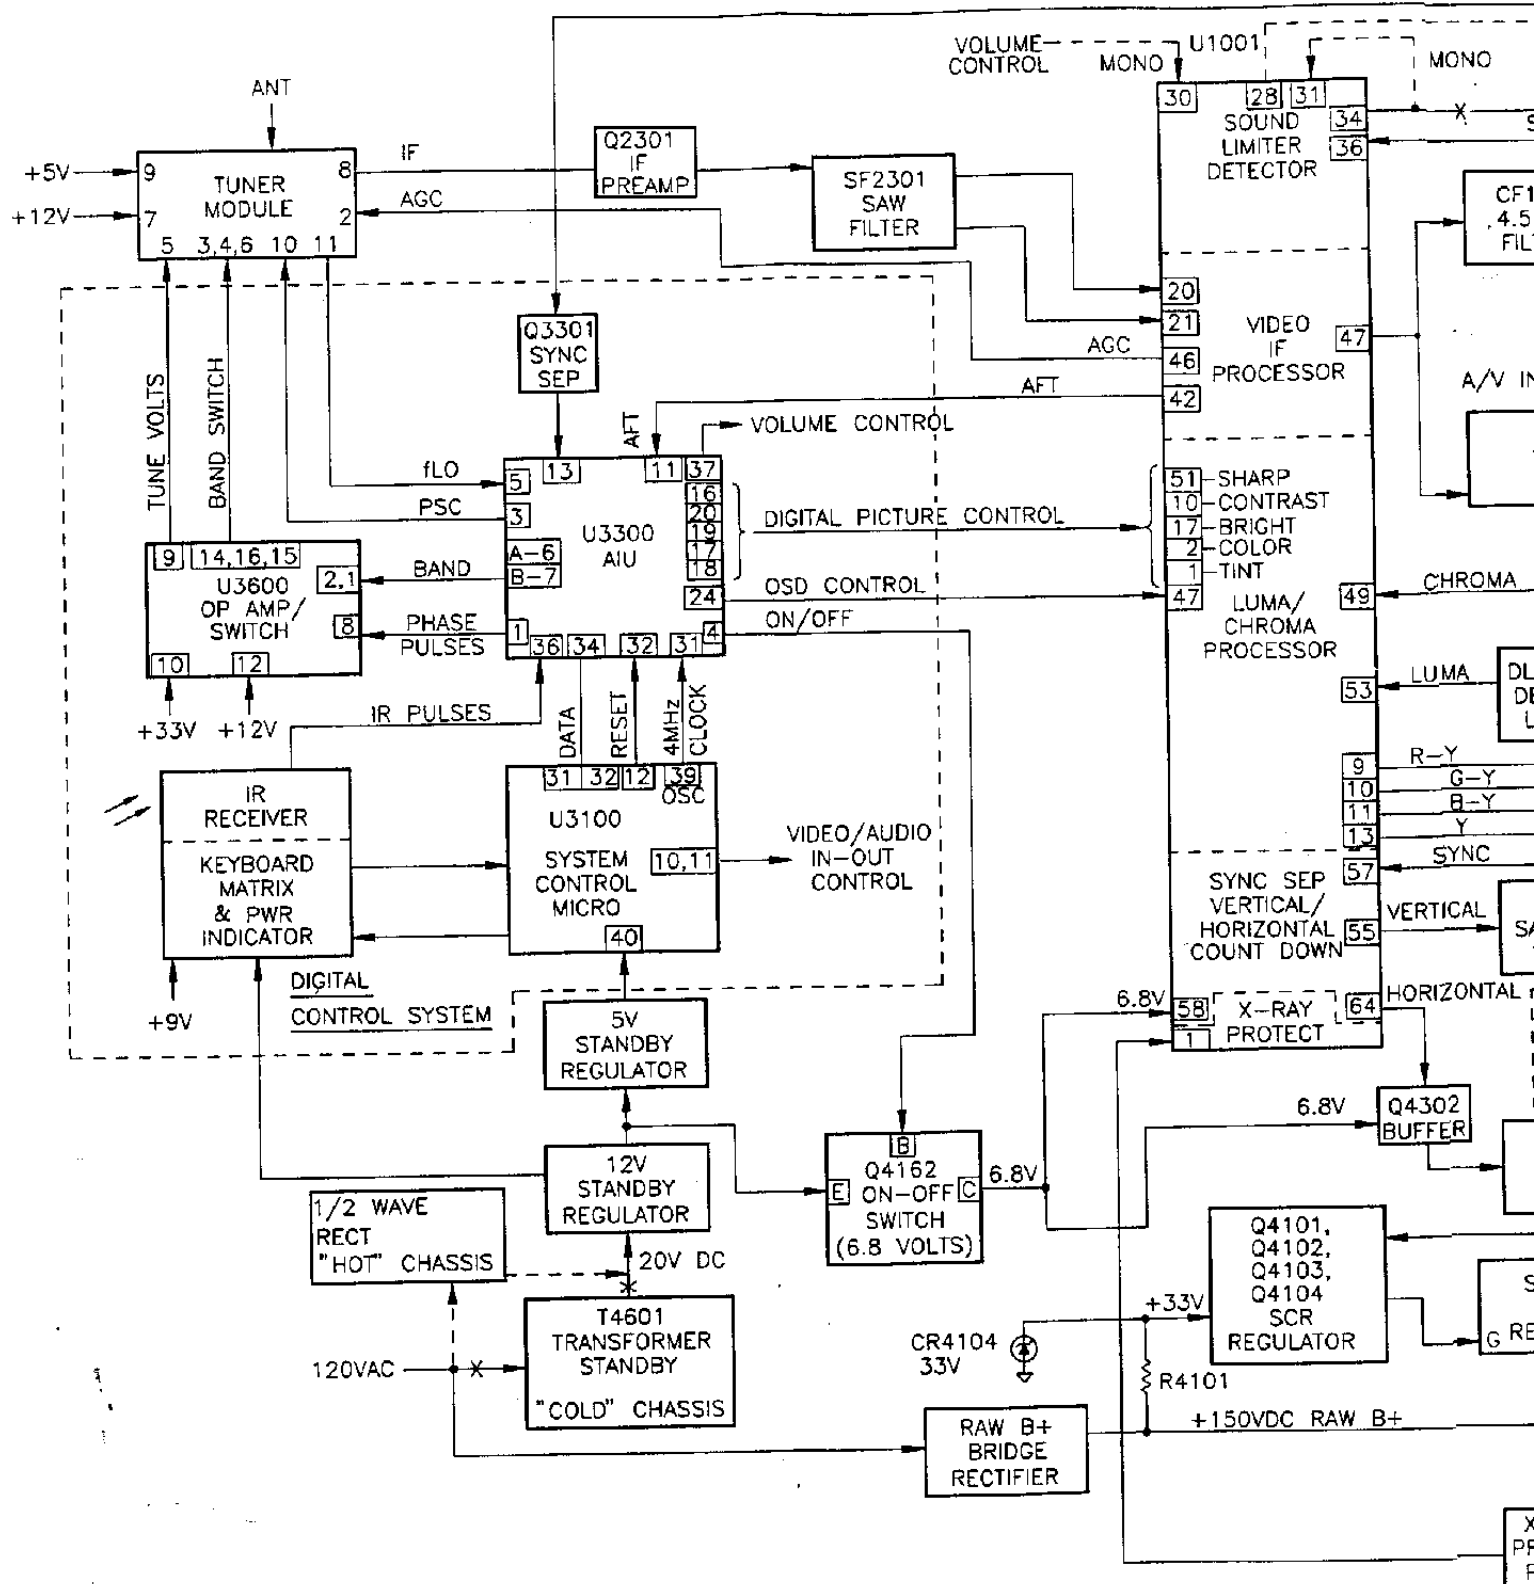 VOLUME CONTROL
MONO
U1001
MONO
ANT
30
28
31
34
36
SOUND
LIMITER
DETECTOR
+5V
+12V
9
7
TUNER
MODULE
8
2
5
3,4,6
10
11
IF
AGC
Q2301
IF
PREAMP
SF2301
SAW
FILTER
CF1
4.5
FIL
20
21
46
42
VIDEO
IF
PROCESSOR
47
AGC
AFT
A/V IN
Q3301
SYNC
SEP
TUNE VOLTS
BAND SWITCH
AFT
VOLUME CONTROL
fLO
PSC
BAND
PHASE
PULSES
5
3
A-6
B-7
1
13
11
37
16
20
19
17
18
24
4
36
34
32
31
U3300
AIU
DIGITAL PICTURE CONTROL
OSD CONTROL
ON/OFF
51
SHARP
10
CONTRAST
17
BRIGHT
2
COLOR
1
TINT
47
LUMA/
CHROMA
PROCESSOR
49
CHROMA
53
LUMA
DL
DE
L
9
14,16,15
U3600
OP AMP/
SWITCH
2,1
8
10
12
+33V
+12V
IR PULSES
DATA
RESET
4MHz
CLOCK
9
R-Y
10
G-Y
11
B-Y
13
Y
IR
RECEIVER
KEYBOARD
MATRIX
& PWR
INDICATOR
31
32
12
39
OSC
U3100
SYSTEM
CONTROL
MICRO
10,11
40
VIDEO/AUDIO
IN-OUT
CONTROL
57
SYNC
SYNC SEP
VERTICAL/
HORIZONTAL
COUNT DOWN
55
VERTICAL
SA
+9V
DIGITAL
CONTROL SYSTEM
5V
STANDBY
REGULATOR
6.8V
58
1
X-RAY
PROTECT
64
HORIZONTAL
Q4302
BUFFER
6.8V
12V
STANDBY
REGULATOR
B
E
C
Q4162
ON-OFF
SWITCH
(6.8 VOLTS)
6.8V
1/2 WAVE
RECT
"HOT" CHASSIS
20V DC
Q4101,
Q4102,
Q4103,
Q4104
SCR
REGULATOR
S
RE
G
+33V
T4601
TRANSFORMER
STANDBY
"COLD" CHASSIS
120VAC
CR4104
33V
R4101
RAW B+
BRIDGE
RECTIFIER
+150VDC RAW B+
X
PR